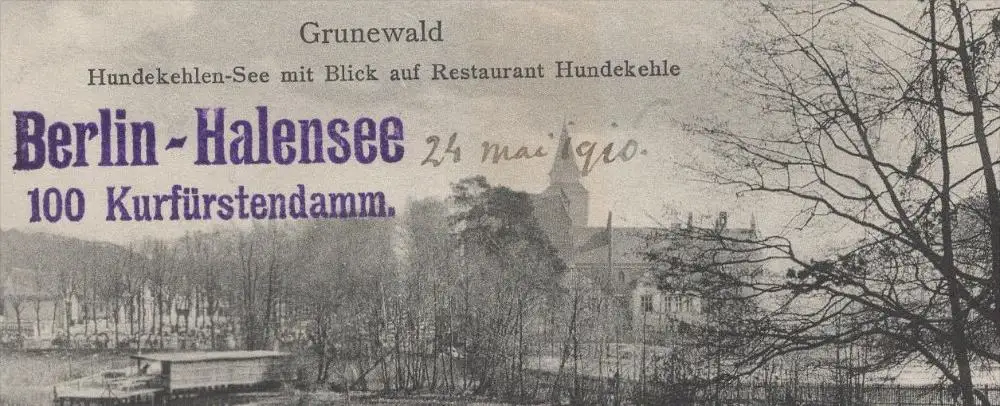 Grunewald
Hundekehlen-See mit Blick auf Restaurant Hundekehle
Berlin-Halensee 24 mai 1910.
100 Kurfürstendamm.